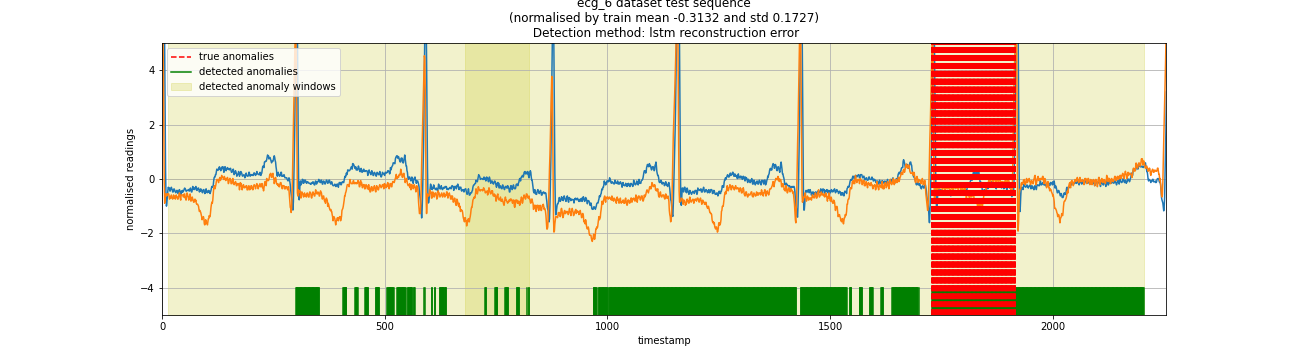 ecg_6 dataset test sequence
(normalised by train mean -0.3132 and std 0.1727)
Detection method: lstm reconstruction error
true anomalies
detected anomalies
detected anomaly windows
normalised readings
4
2
0
−2
−4
0
500
1000
1500
2000
timestamp